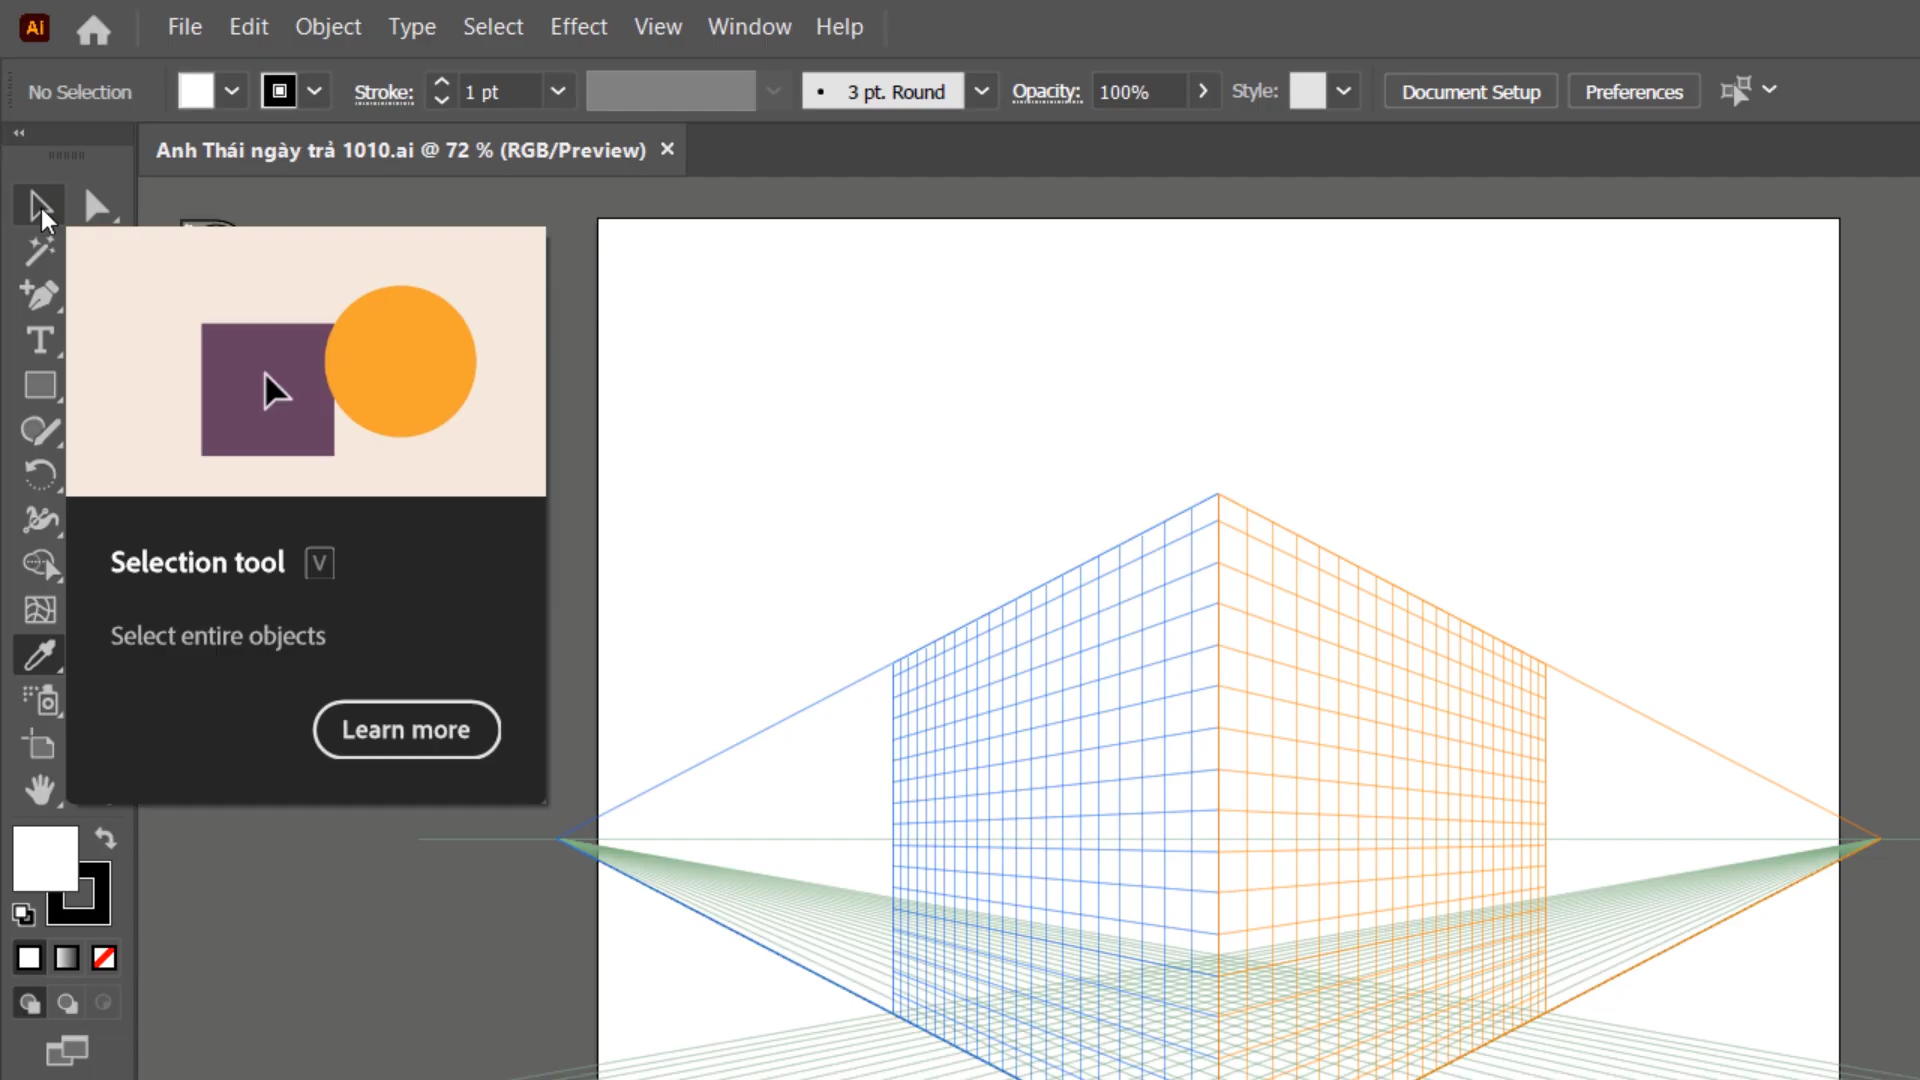 Ai File Edit Object Type Select Effect View Window Help
No Selection Stroke: 1 pt • 3 pt. Round Opacity: 100% Style: Document Setup Preferences
Anh Thái ngày trả 1010.ai @ 72 % (RGB/Preview) ×
Selection tool V
Select entire objects
Learn more